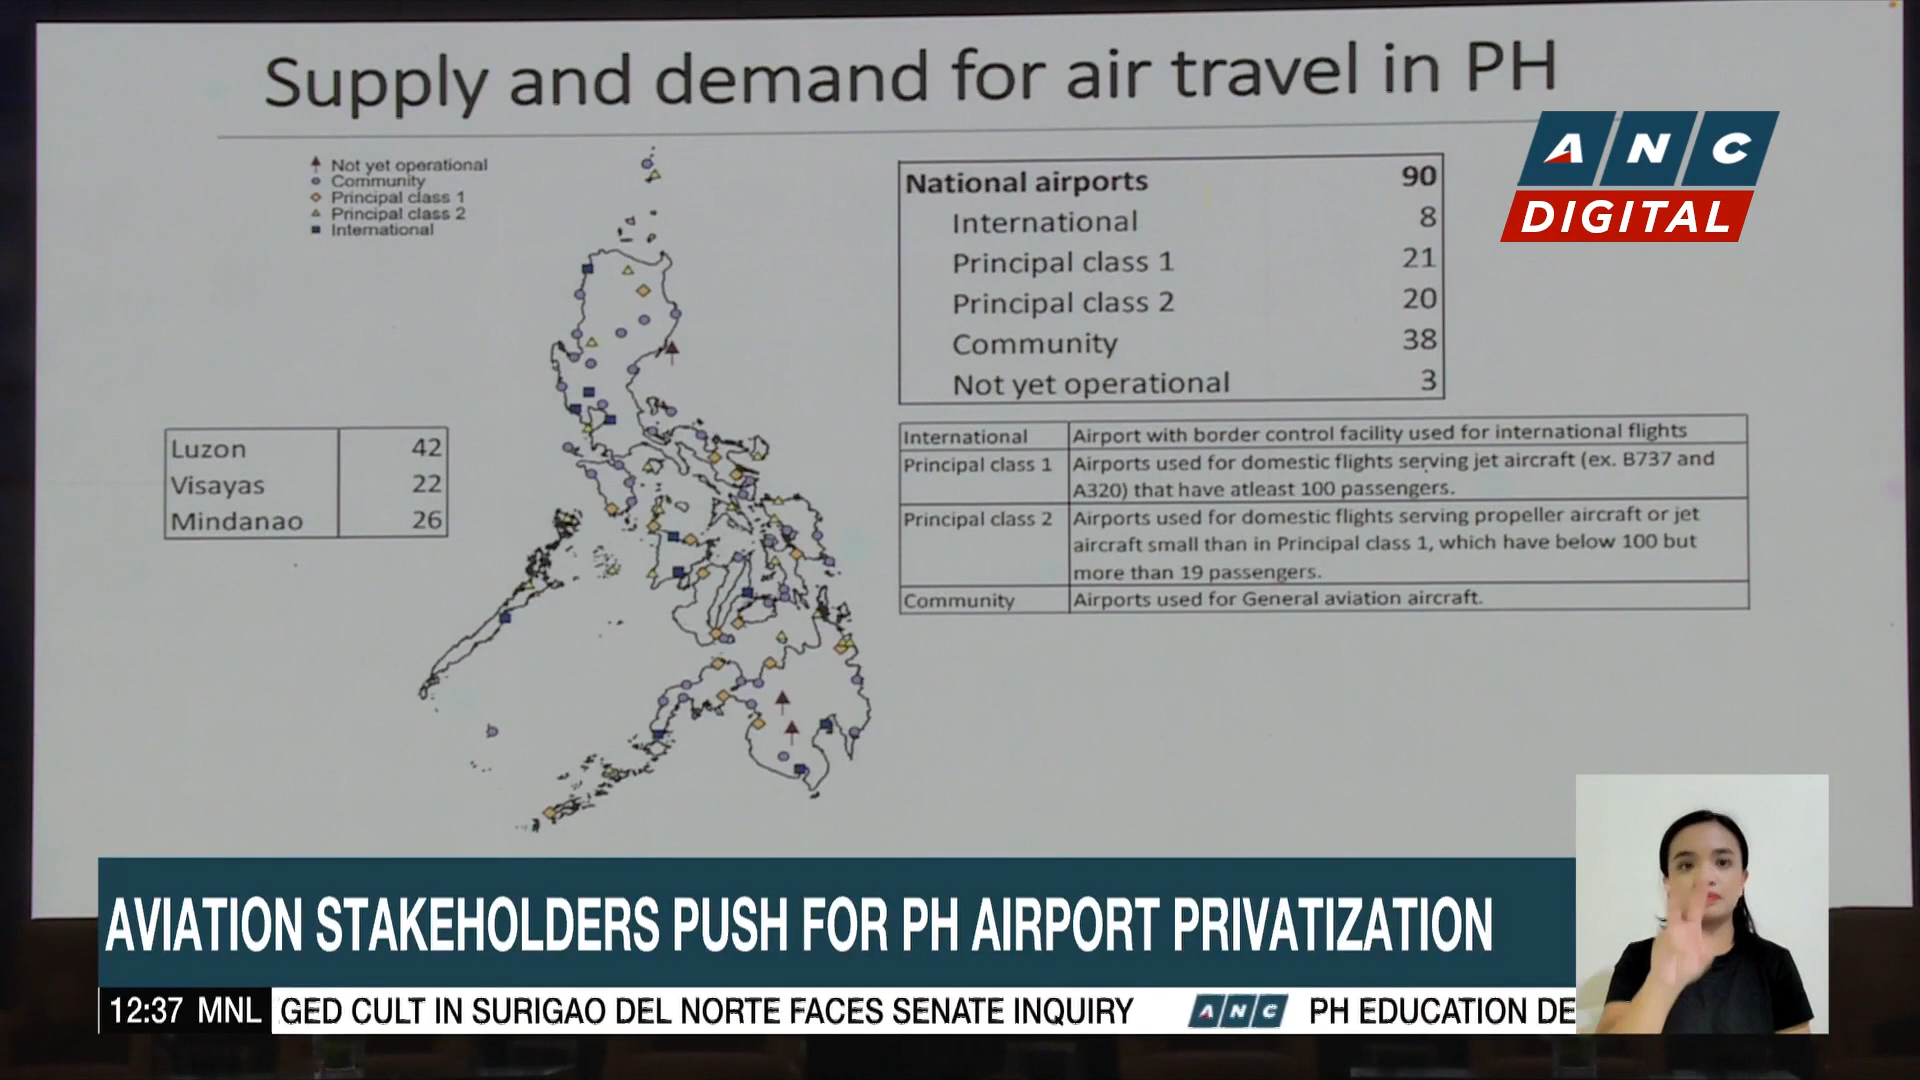 Supply and demand for air travel in PH
ANC
DIGITAL
Not yet operational
Community
Principal class 1
Principal class 2
International
National airports 90
International 8
Principal class 1 21
Principal class 2 20
Community 38
Not yet operational 3
Luzon 42
Visayas 22
Mindanao 26
International Airport with border control facility used for international flights
Principal class 1 Airports used for domestic flights serving jet aircraft (ex. B737 and
A320) that have atleast 100 passengers.
Principal class 2 Airports used for domestic flights serving propeller aircraft or jet
aircraft small than in Principal class 1, which have below 100 but
more than 19 passengers.
Community Airports used for General aviation aircraft.
AVIATION STAKEHOLDERS PUSH FOR PH AIRPORT PRIVATIZATION
12:37 MNL GED CULT IN SURIGAO DEL NORTE FACES SENATE INQUIRY ANC PH EDUCATION DE